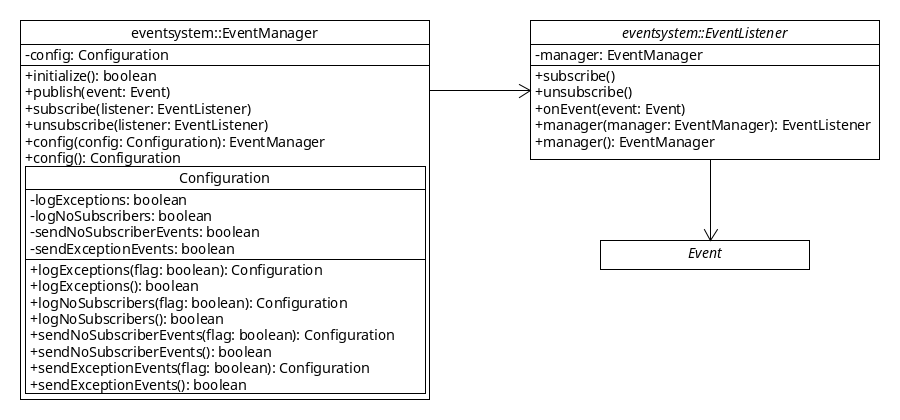 eventsystem::EventManager
-config: Configuration
+initialize(): boolean
+publish(event: Event)
+subscribe(listener: EventListener)
+unsubscribe(listener: EventListener)
+config(config: Configuration): EventManager
+config(): Configuration
Configuration
-logExceptions: boolean
-logNoSubscribers: boolean
-sendNoSubscriberEvents: boolean
-sendExceptionEvents: boolean
+logExceptions(flag: boolean): Configuration
+logExceptions(): boolean
+logNoSubscribers(flag: boolean): Configuration
+logNoSubscribers(): boolean
+sendNoSubscriberEvents(flag: boolean): Configuration
+sendNoSubscriberEvents(): boolean
+sendExceptionEvents(flag: boolean): Configuration
+sendExceptionEvents(): boolean
eventsystem::EventListener
-manager: EventManager
+subscribe()
+unsubscribe()
+onEvent(event: Event)
+manager(manager: EventManager): EventListener
+manager(): EventManager
Event